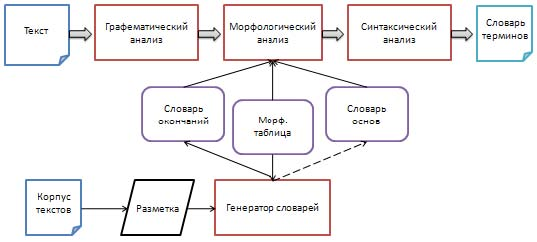 Текст
Графематический
анализ
Морфологический
анализ
Синтаксический
анализ
Словарь
терминов
Словарь
окончаний
Морф.
таблица
Словарь
основ
Корпус
текстов
Разметка
Генератор словарей